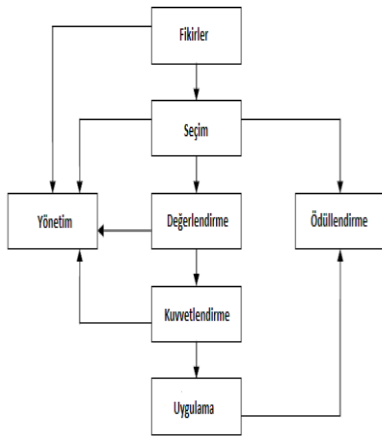 Fikirler
Seçim
Yönetim
Değerlendirme
Ödüllendirme
Kuvvetlendirme
Uygulama